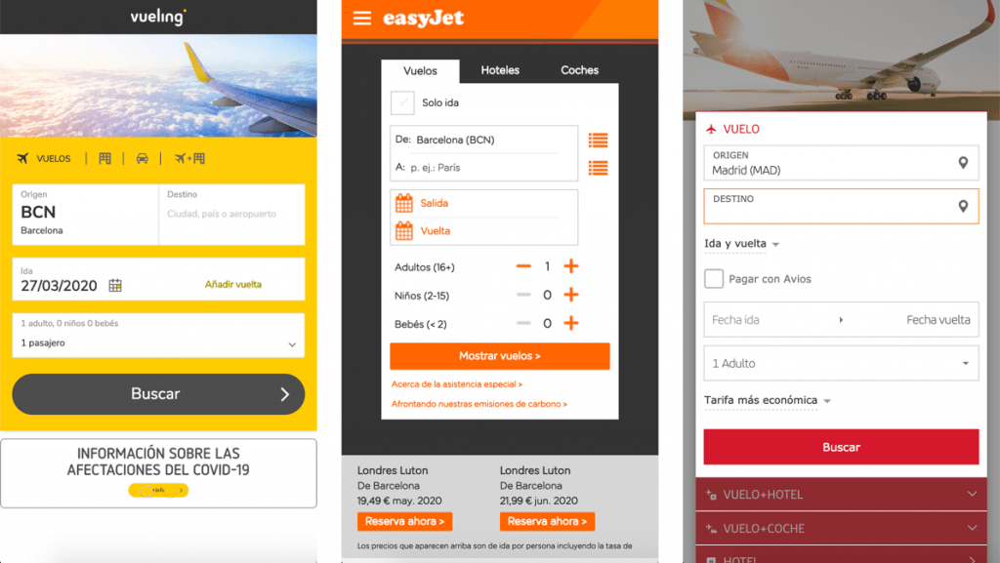 vueling
VUELOS
Origen
BCN
Barcelona
Destino
Ciudad, país o aeropuerto
Ida
27/03/2020
Añadir vuelta
1 adulto, 0 niños 0 bebés
1 pasajero
Buscar
INFORMACIÓN SOBRE LAS
AFECTACIONES DEL COVID-19
+info
easyJet
Vuelos Hoteles Coches
Solo ida
De: Barcelona (BCN)
A: p. ej.: París
Salida
Vuelta
Adultos (16+) 1
Niños (2-15) 0
Bebés (< 2) 0
Mostrar vuelos >
Acerca de la asistencia especial >
Afrontando nuestras emisiones de carbono >
Londres Luton
De Barcelona
19,49 € may. 2020
Reserva ahora >
Londres Luton
De Barcelona
21,99 € jun. 2020
Reserva ahora >
Los precios que aparecen arriba son de ida por persona incluyendo la tasa de
VUELO
ORIGEN
Madrid (MAD)
DESTINO
Ida y vuelta
Pagar con Avios
Fecha ida Fecha vuelta
1 Adulto
Tarifa más económica
Buscar
VUELO+HOTEL
VUELO+COCHE
HOTEL